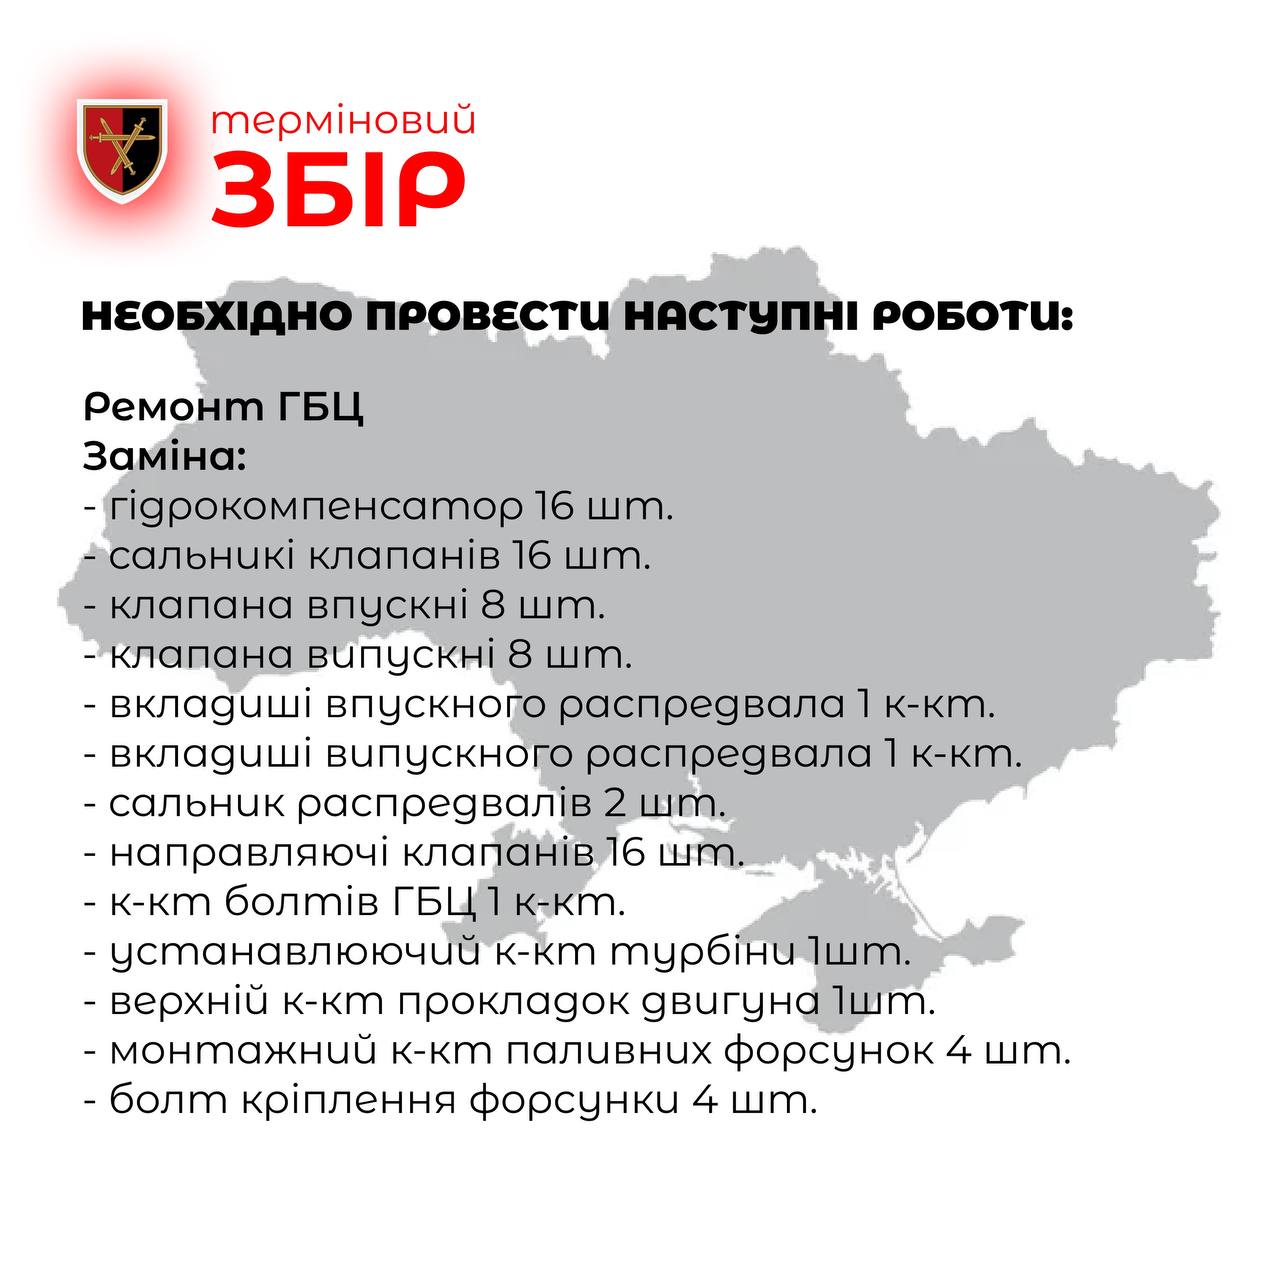 терміновий
ЗБІР
НЕОБХІДНО ПРОВЕСТИ НАСТУПНІ РОБОТИ:
Ремонт ГБЦ
Заміна:
- гідрокомпенсатор 16 шт.
- сальникі клапанів 16 шт.
- клапана впускні 8 шт.
- клапана випускні 8 шт.
- вкладиші впускного распредвала 1 к-кт.
- вкладиші випускного распредвала 1 к-кт.
- сальник распредвалів 2 шт.
- направляючі клапанів 16 шт.
- к-кт болтів ГБЦ 1 к-кт.
- устанавлюючий к-кт турбіни 1шт.
- верхній к-кт прокладок двигуна 1шт.
- монтажний к-кт паливних форсунок 4 шт.
- болт кріплення форсунки 4 шт.